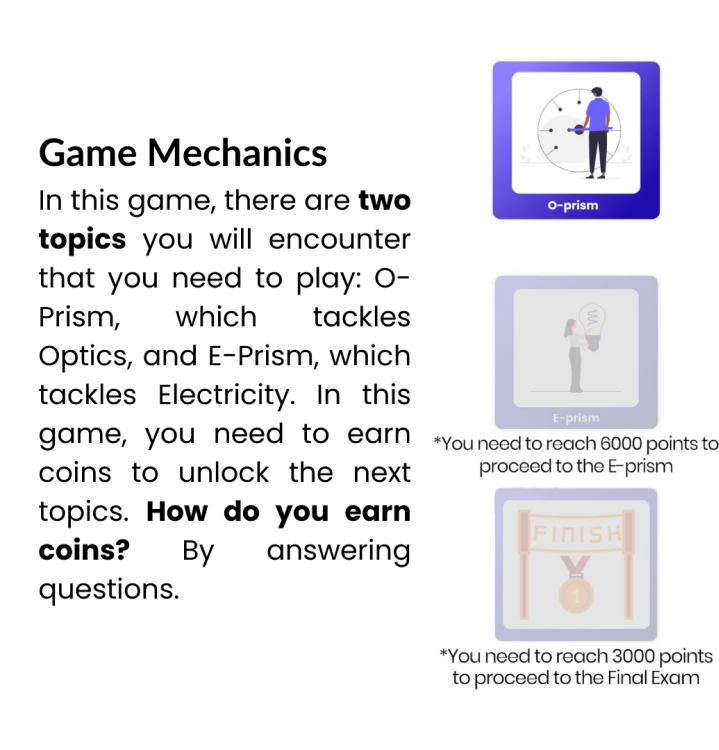 Game Mechanics
In this game, there are two
topics you will encounter
that you need to play: O-
Prism, which tackles
Optics, and E-Prism, which
tackles Electricity. In this
game, you need to earn
coins to unlock the next
topics. How do you earn
coins? By answering
questions.
O-prism
E-prism
*You need to reach 6000 points to
proceed to the E-prism
FINISH
1
*You need to reach 3000 points
to proceed to the Final Exam